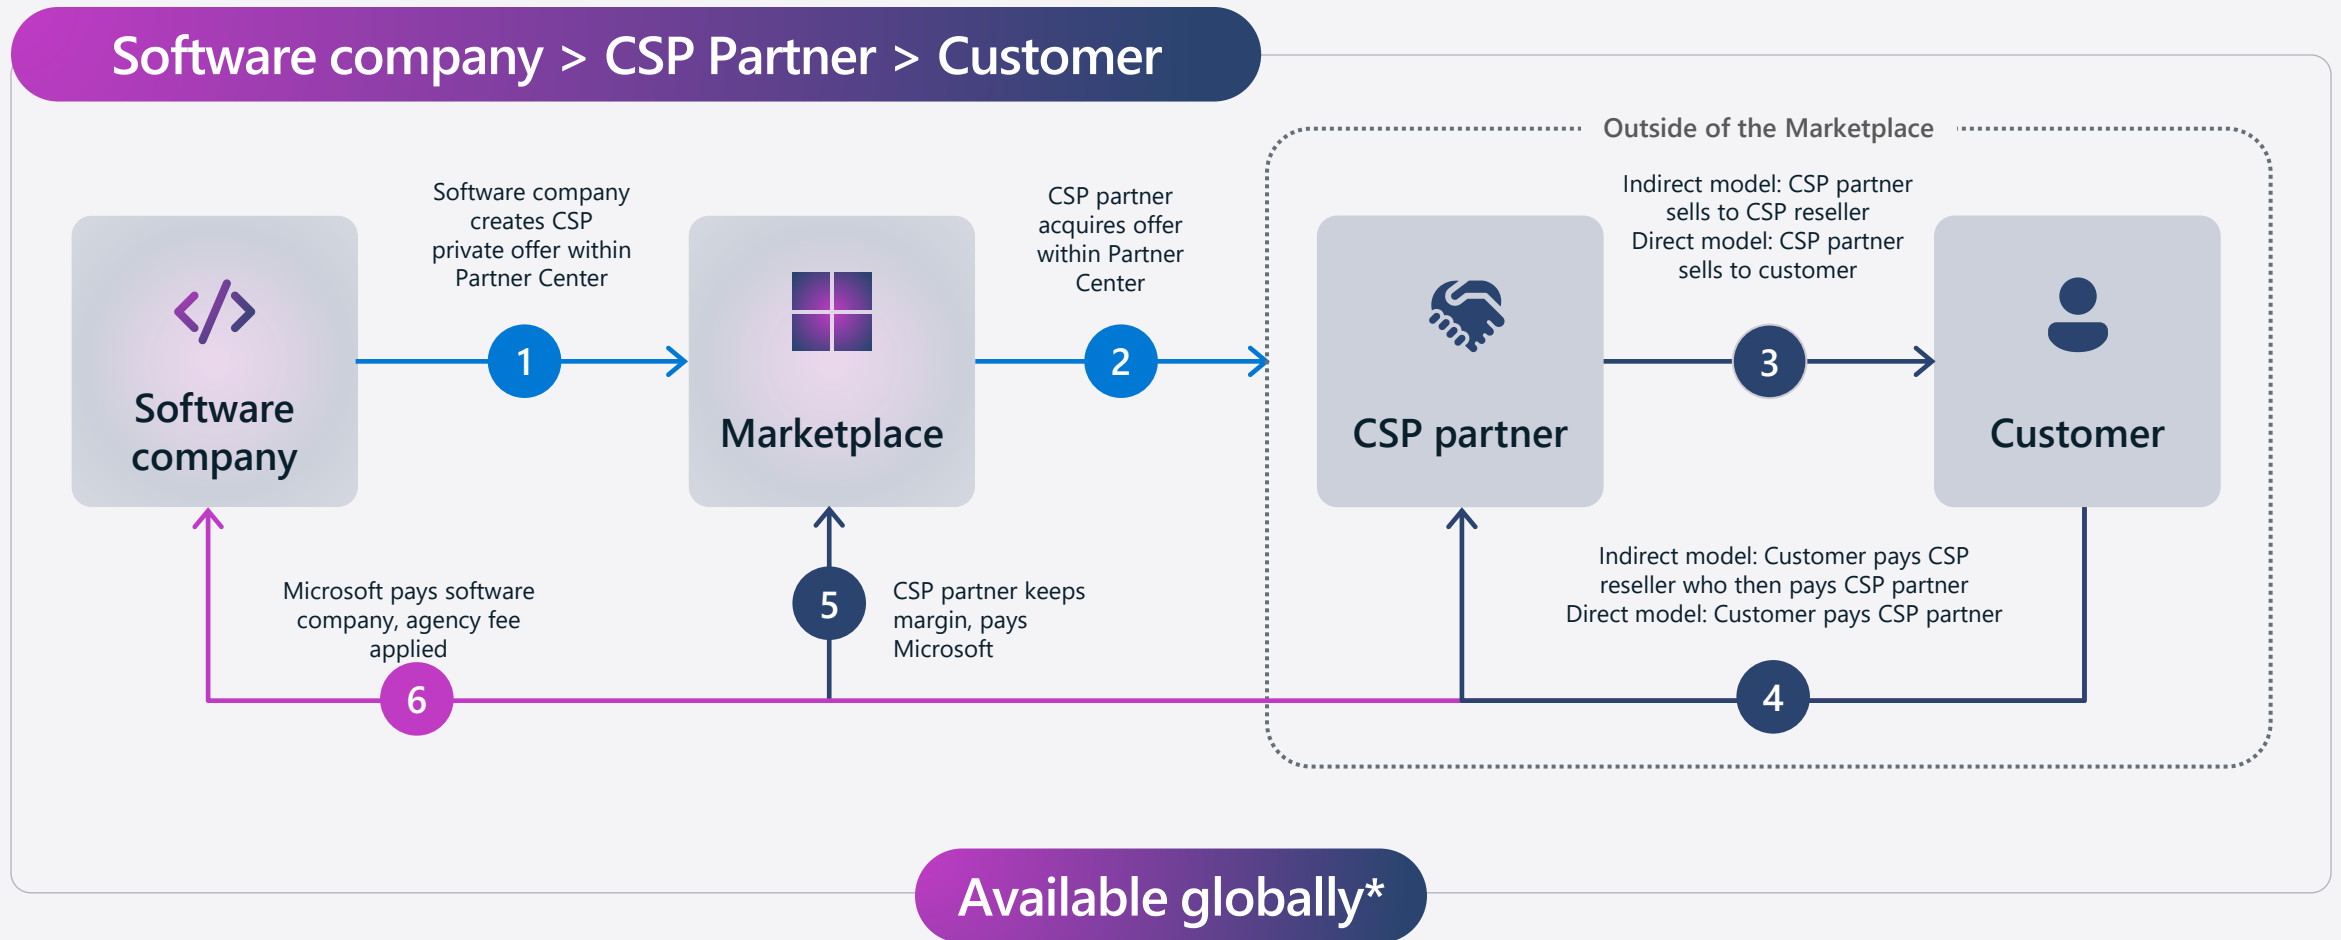 Software company > CSP Partner > Customer
Outside of the Marketplace
Software company
creates CSP
private offer within
Partner Center
CSP partner
acquires offer
within Partner
Center
Indirect model: CSP partner
sells to CSP reseller
Direct model: CSP partner
sells to customer
1
2
3
Software
company
Marketplace
CSP partner
Customer
Microsoft pays software
company, agency fee
applied
5
CSP partner keeps
margin, pays
Microsoft
Indirect model: Customer pays CSP
reseller who then pays CSP partner
Direct model: Customer pays CSP partner
6
4
Available globally*